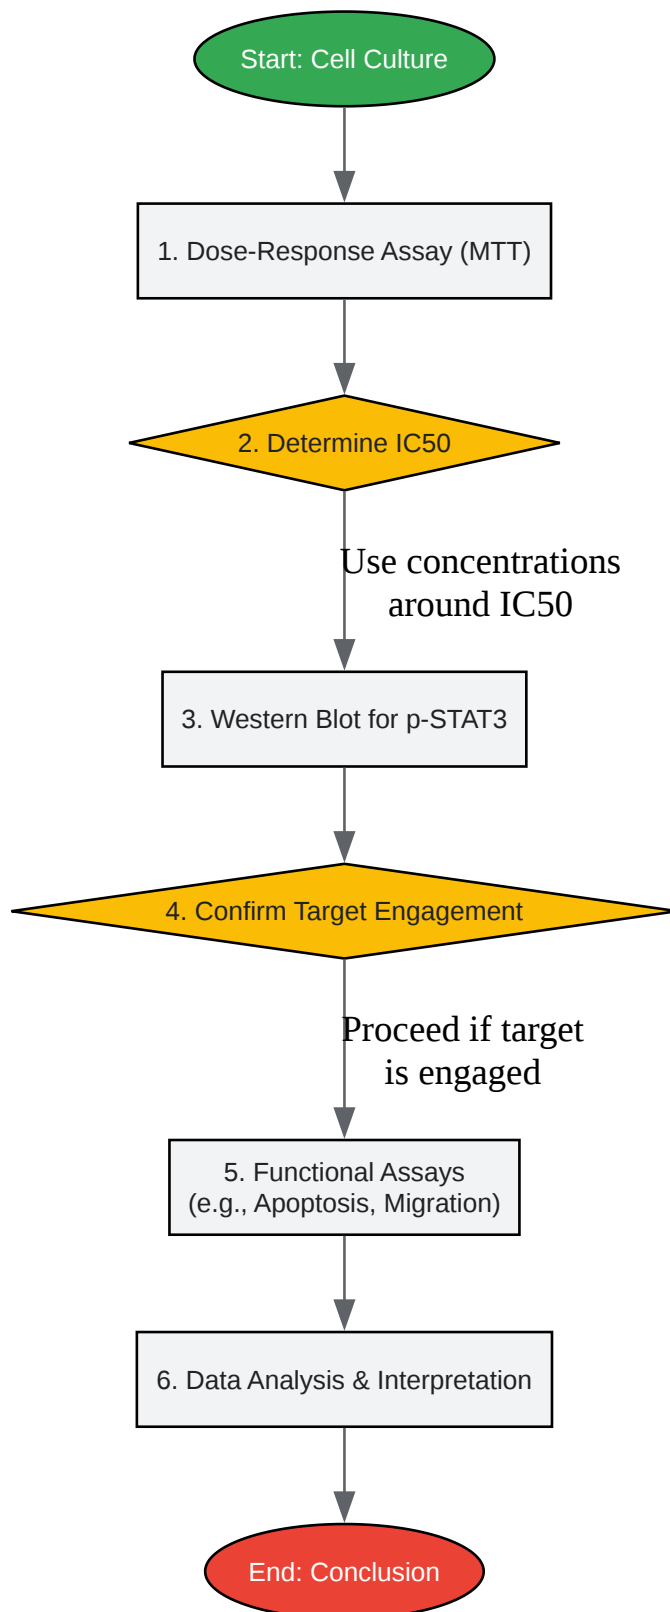 Start: Cell Culture
1. Dose-Response Assay (MTT)
2. Determine IC50
Use concentrations
around IC50
3. Western Blot for p-STAT3
4. Confirm Target Engagement
Proceed if target
is engaged
5. Functional Assays
(e.g., Apoptosis, Migration)
6. Data Analysis & Interpretation
End: Conclusion